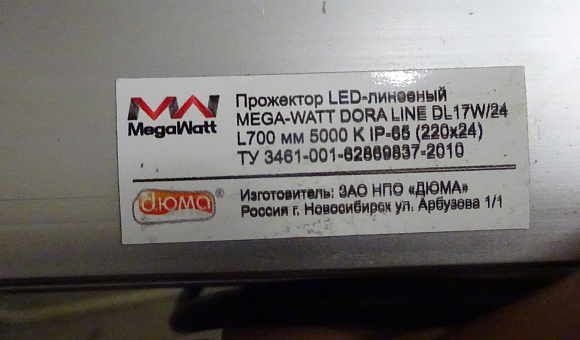 Прожектор LED-линейный
MEGA-WATT DORA LINE DL17W/24
MegaWatt
L700 мм 5000 K IP-65 (220x24)
ТУ 3461-001-62869837-2010
дюма®
Изготовитель: ЗАО НПО «ДЮМА»
Россия г. Новосибирск ул. Арбузова 1/1